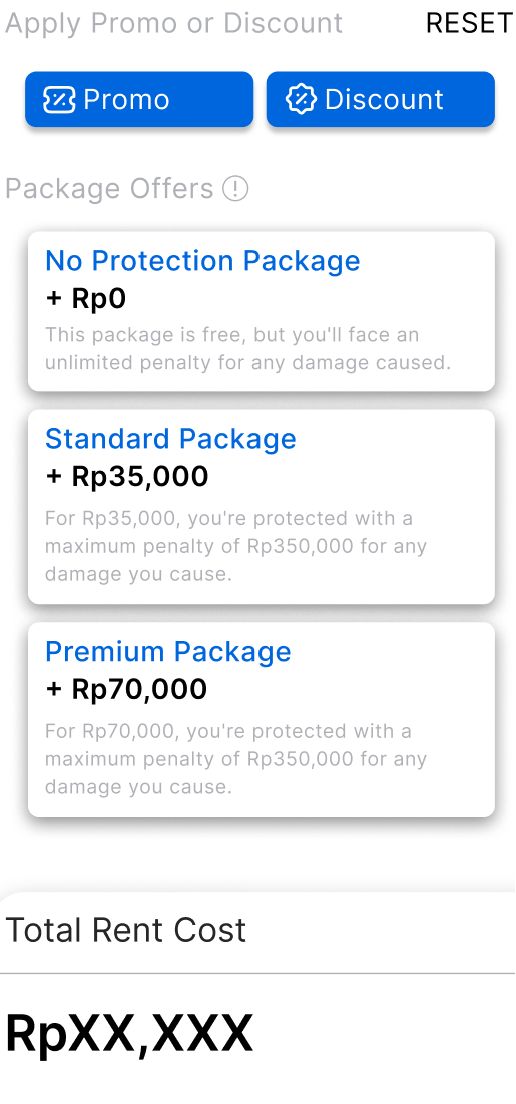 Apply Promo or Discount RESET
Promo Discount
Package Offers
No Protection Package
+ Rp0
This package is free, but you'll face an
unlimited penalty for any damage caused.
Standard Package
+ Rp35,000
For Rp35,000, you're protected with a
maximum penalty of Rp350,000 for any
damage you cause.
Premium Package
+ Rp70,000
For Rp70,000, you're protected with a
maximum penalty of Rp350,000 for any
damage you cause.
Total Rent Cost
RpXX,XXX